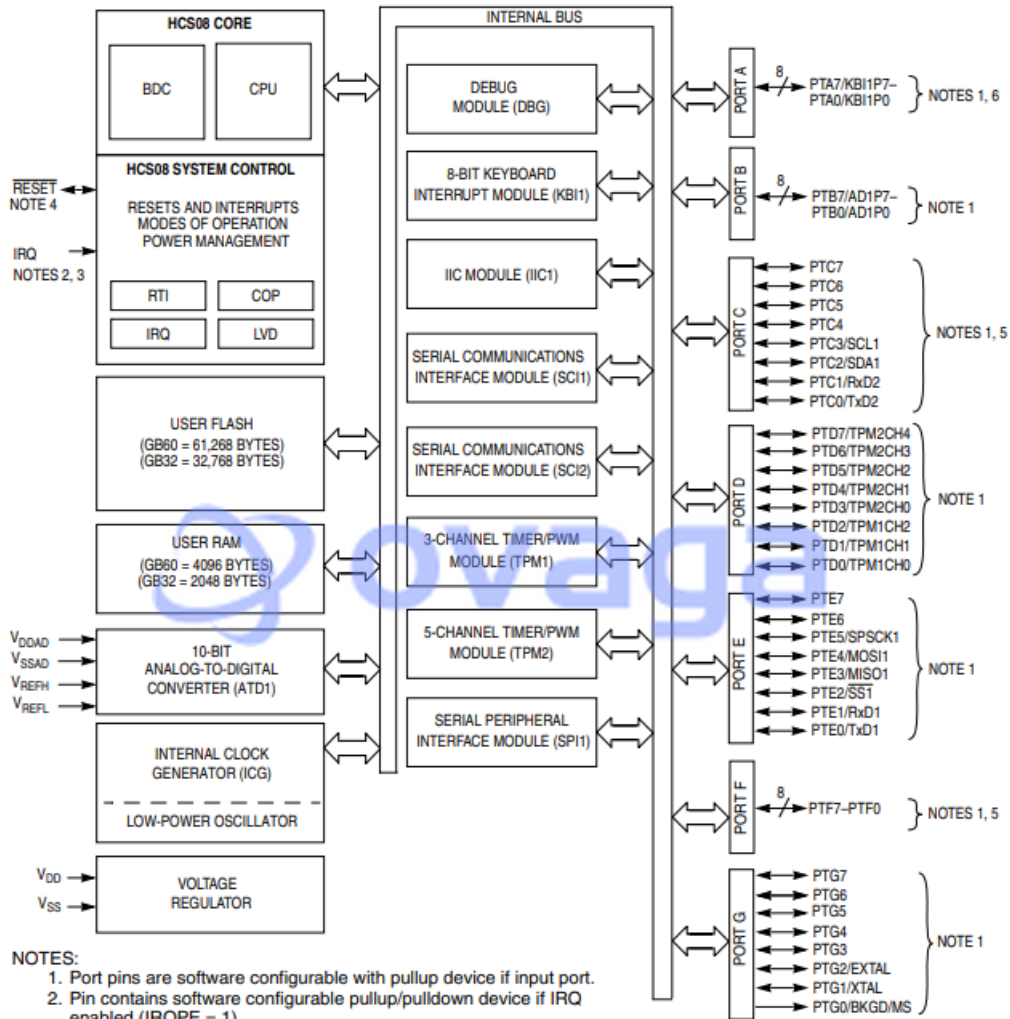 HCS08 CORE
BDC
CPU
HCS08 SYSTEM CONTROL
RESETS AND INTERRUPTS
MODES OF OPERATION
POWER MANAGEMENT
RTI
COP
IRQ
LVD
RESET
NOTE 4
IRQ
NOTES 2, 3
USER FLASH
(GB60 = 61,268 BYTES)
(GB32 = 32,768 BYTES)
USER RAM
(GB60 = 4096 BYTES)
(GB32 = 2048 BYTES)
VDDAD
VSSAD
VREFH
VREFL
10-BIT
ANALOG-TO-DIGITAL
CONVERTER (ATD1)
INTERNAL CLOCK
GENERATOR (ICG)
LOW-POWER OSCILLATOR
VDD
VSS
VOLTAGE
REGULATOR
INTERNAL BUS
DEBUG
MODULE (DBG)
8-BIT KEYBOARD
INTERRUPT MODULE (KBI1)
IIC MODULE (IIC1)
SERIAL COMMUNICATIONS
INTERFACE MODULE (SCI1)
SERIAL COMMUNICATIONS
INTERFACE MODULE (SCI2)
3-CHANNEL TIMER/PWM
MODULE (TPM1)
5-CHANNEL TIMER/PWM
MODULE (TPM2)
SERIAL PERIPHERAL
INTERFACE MODULE (SPI1)
PORT A
8
PTA7/KBI1P7–
PTA0/KBI1P0
NOTES 1, 6
PORT B
8
PTB7/AD1P7–
PTB0/AD1P0
NOTE 1
PORT C
PTC7
PTC6
PTC5
PTC4
PTC3/SCL1
PTC2/SDA1
PTC1/RxD2
PTC0/TxD2
NOTES 1, 5
PORT D
PTD7/TPM2CH4
PTD6/TPM2CH3
PTD5/TPM2CH2
PTD4/TPM2CH1
PTD3/TPM2CH0
PTD2/TPM1CH2
PTD1/TPM1CH1
PTD0/TPM1CH0
NOTE 1
PORT E
PTE7
PTE6
PTE5/SPSCK1
PTE4/MOSI1
PTE3/MISO1
PTE2/SS1
PTE1/RxD1
PTE0/TxD1
NOTE 1
PORT F
8
PTF7–PTF0
NOTES 1, 5
PORT G
PTG7
PTG6
PTG5
PTG4
PTG3
PTG2/EXTAL
PTG1/XTAL
PTG0/BKGD/MS
NOTE 1
ovaga
NOTES:
1. Port pins are software configurable with pullup device if input port.
2. Pin contains software configurable pullup/pulldown device if IRQ
enabled (IRQPE = 1)